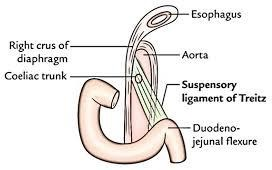 Esophagus
Right crus of
diaphragm
Aorta
Coeliac trunk
Suspensory
ligament of Treitz
Duodeno-
jejunal flexure